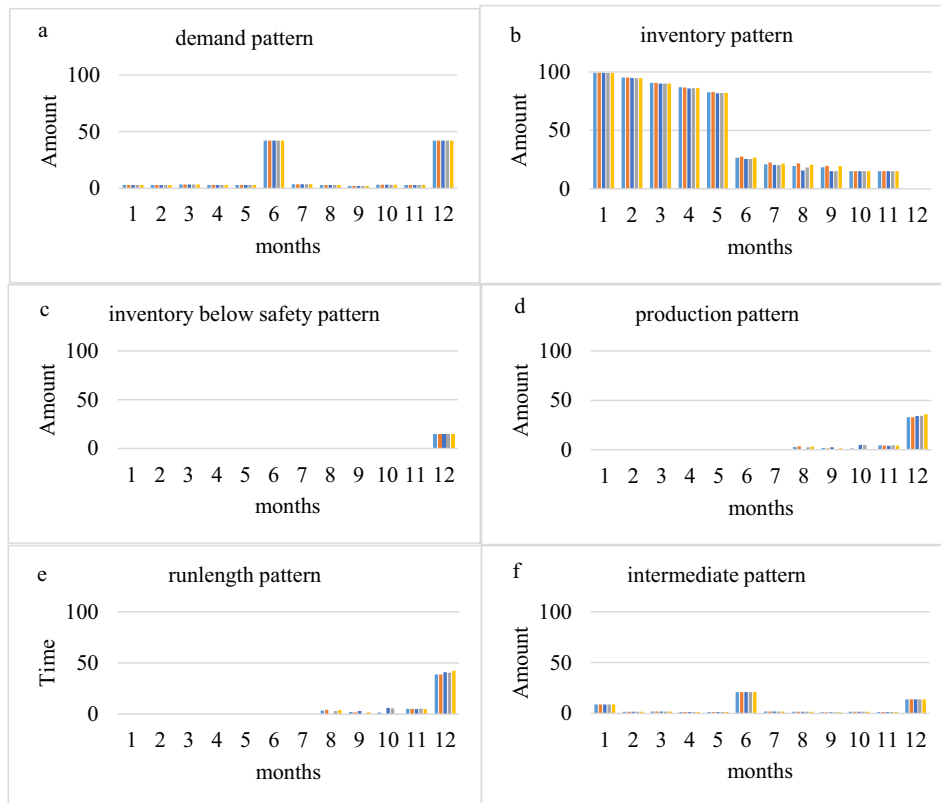 a
demand pattern
100
50
0
Amount
1 2 3 4 5 6 7 8 9 10 11 12
months
b
inventory pattern
100
50
0
Amount
1 2 3 4 5 6 7 8 9 10 11 12
months
c
inventory below safety pattern
100
50
0
Amount
1 2 3 4 5 6 7 8 9 10 11 12
months
d
production pattern
100
50
0
Amount
1 2 3 4 5 6 7 8 9 10 11 12
months
e
runlength pattern
100
50
0
Time
1 2 3 4 5 6 7 8 9 10 11 12
months
f
intermediate pattern
100
50
0
Amount
1 2 3 4 5 6 7 8 9 10 11 12
months